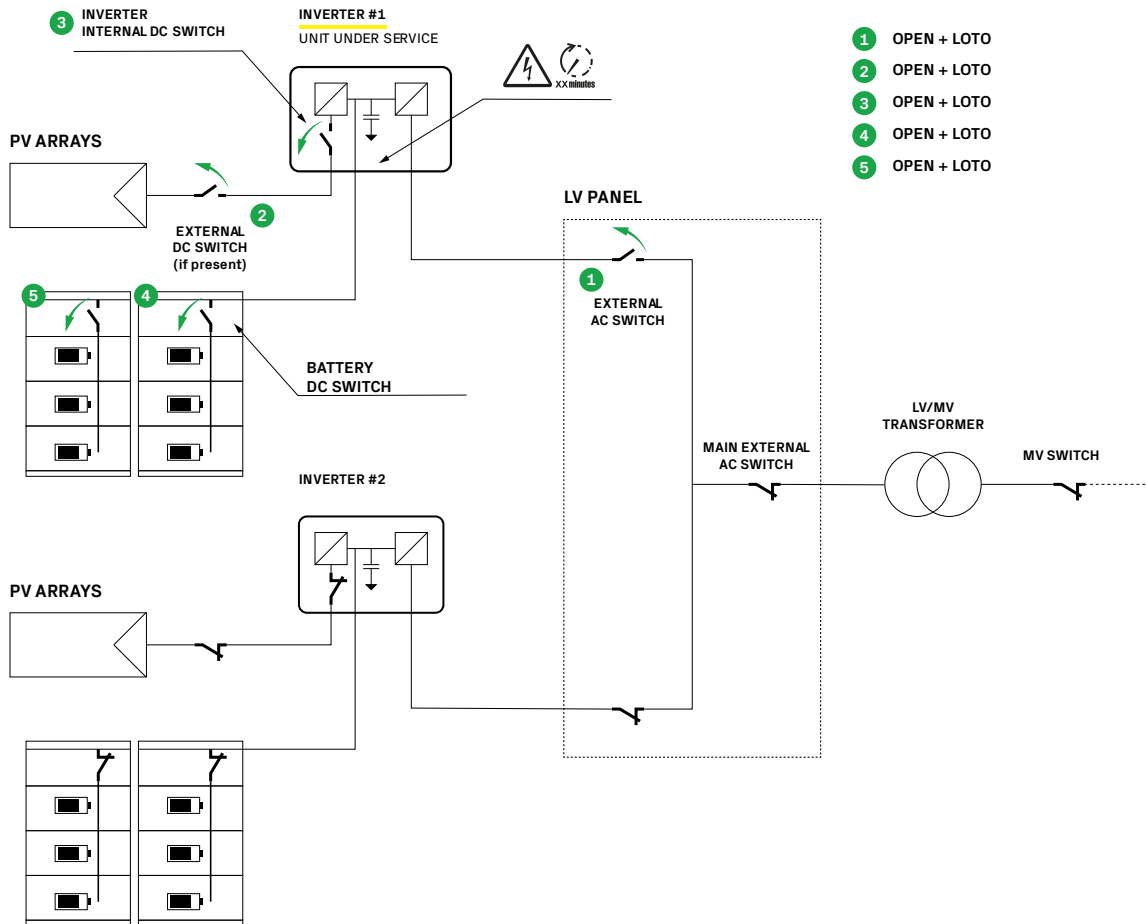 3
INVERTER
INTERNAL DC SWITCH
INVERTER #1
UNIT UNDER SERVICE
XX minutes
1 OPEN + LOTO
2 OPEN + LOTO
3 OPEN + LOTO
4 OPEN + LOTO
5 OPEN + LOTO
PV ARRAYS
2
EXTERNAL
DC SWITCH
(if present)
LV PANEL
1
EXTERNAL
AC SWITCH
5
4
BATTERY
DC SWITCH
MAIN EXTERNAL
AC SWITCH
LV/MV
TRANSFORMER
MV SWITCH
INVERTER #2
PV ARRAYS